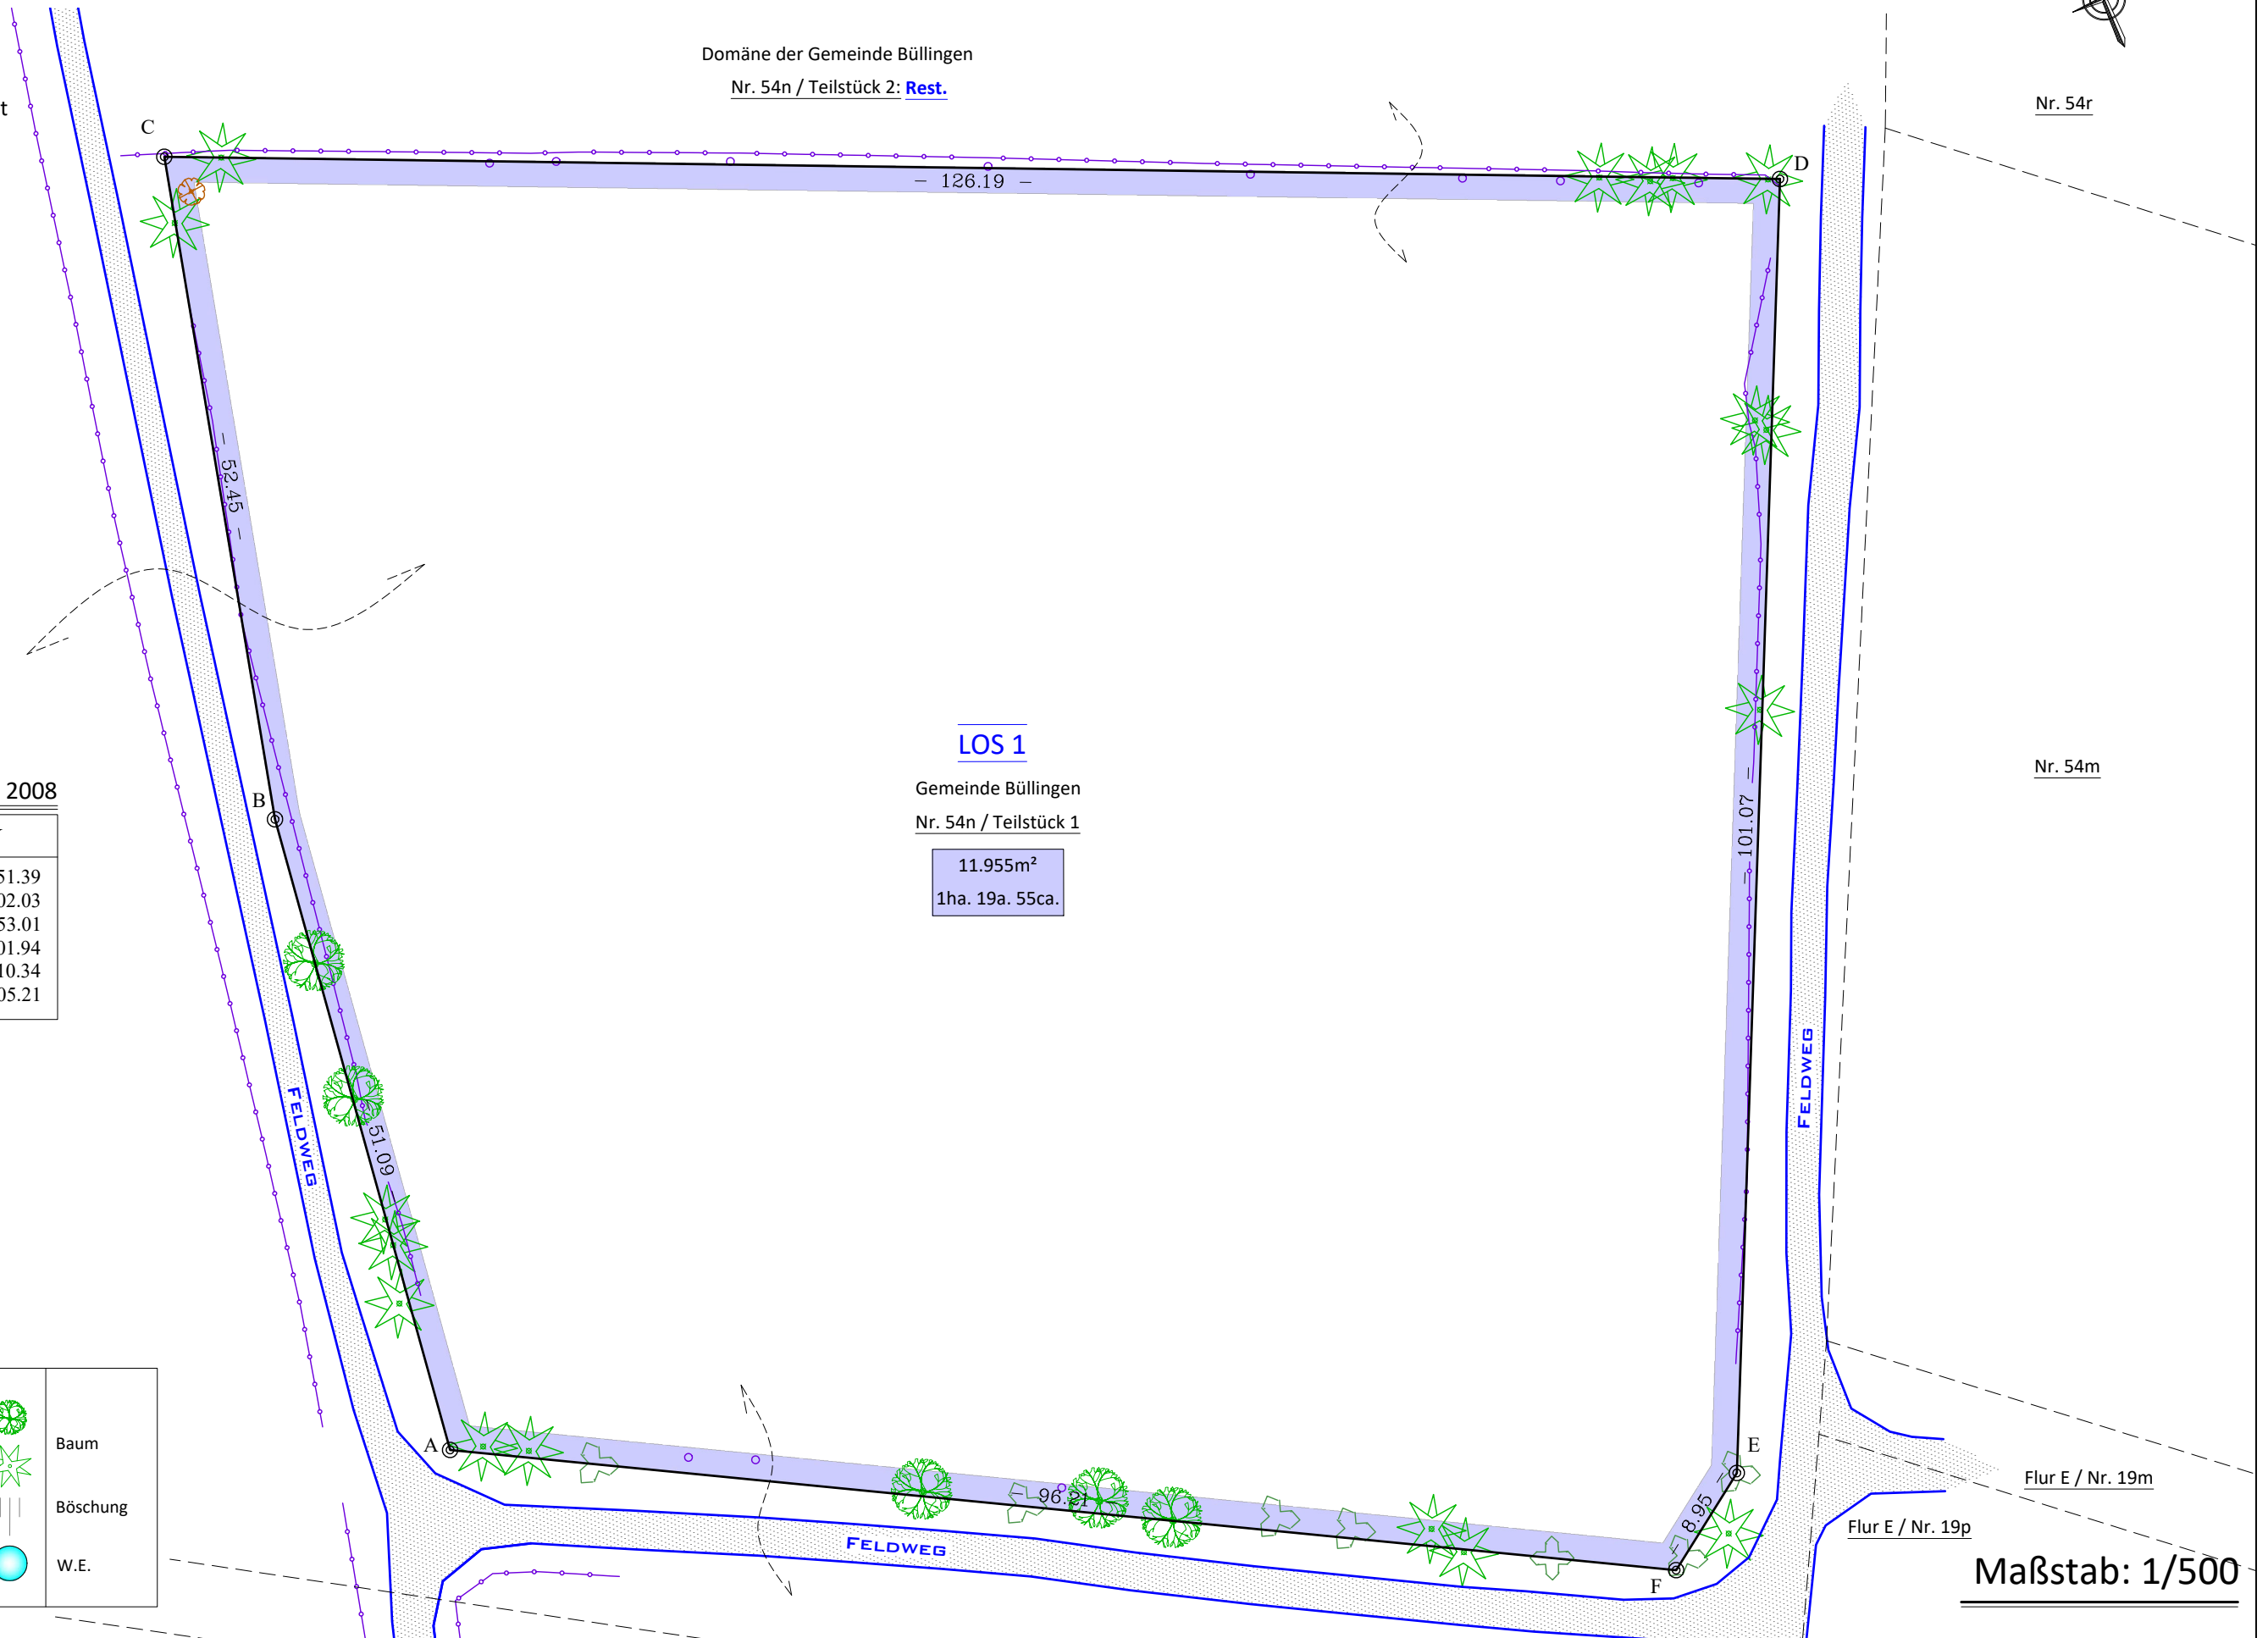 Domäne der Gemeinde Büllingen
Nr. 54n / Teilstück 2: Rest.
Nr. 54r
t
C
D
- 126.19 -
- 52.45 -
LOS 1
Gemeinde Büllingen
Nr. 54n / Teilstück 1
11.955m²
1ha. 19a. 55ca.
Nr. 54m
- 101.07 -
B
2008
51.39
02.03
53.01
01.94
10.34
05.21
FELDWEG
FELDWEG
51.09
A
E
- 96.21
- 8.95 -
F
FELDWEG
Baum
Böschung
W.E.
Flur E / Nr. 19m
Flur E / Nr. 19p
Maßstab: 1/500